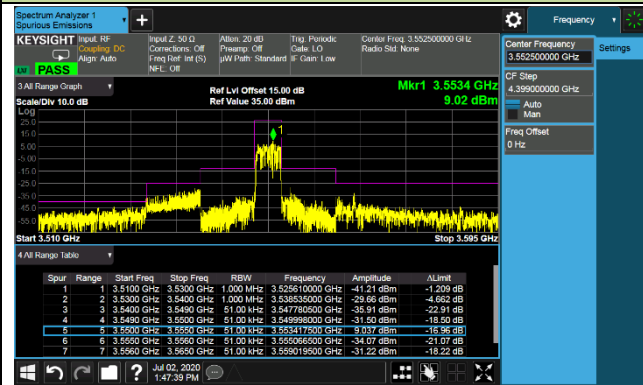 Spectrum Analyzer 1
Spurious Emissions
+
Frequency
KEYSIGHT
Input: RF
Coupling: DC
Align: Auto
Input Z: 50 Ω
Corrections: Off
Freq Ref: Int (S)
NFE: Off
Atten: 20 dB
Preamp: Off
µW Path: Standard
Trig: Periodic
Gate: LO
IF Gain: Low
Center Freq: 3.552500000 GHz
Radio Std: None
PASS
Center Frequency
3.552500000 GHz
Settings
CF Step
4.399000000 GHz
Auto
Man
Freq Offset
0 Hz
3 All Range Graph
Scale/Div 10.0 dB
Ref Lvl Offset 15.00 dB
Ref Value 35.00 dBm
Mkr1 3.5534 GHz
9.02 dBm
Log
25.0
15.0
5.00
-5.00
-15.0
-25.0
-35.0
-45.0
-55.0
1
Start 3.510 GHz
Stop 3.595 GHz
4 All Range Table
Spur Range Start Freq Stop Freq RBW Frequency Amplitude ΔLimit
1 1 3.5100 GHz 3.5300 GHz 1.000 MHz 3.525610000 GHz -41.21 dBm -1.209 dB
2 2 3.5300 GHz 3.5400 GHz 1.000 MHz 3.538535000 GHz -29.66 dBm -4.662 dB
3 3 3.5400 GHz 3.5490 GHz 51.00 kHz 3.547780500 GHz -35.91 dBm -22.91 dB
4 4 3.5490 GHz 3.5500 GHz 51.00 kHz 3.549998000 GHz -31.50 dBm -18.50 dB
5 5 3.5500 GHz 3.5550 GHz 51.00 kHz 3.553417500 GHz 9.037 dBm -16.96 dB
6 6 3.5550 GHz 3.5560 GHz 51.00 kHz 3.555066500 GHz -34.07 dBm -21.07 dB
7 7 3.5560 GHz 3.5650 GHz 51.00 kHz 3.559019500 GHz -31.22 dBm -18.22 dB
?
Jul 02, 2020
1:47:39 PM